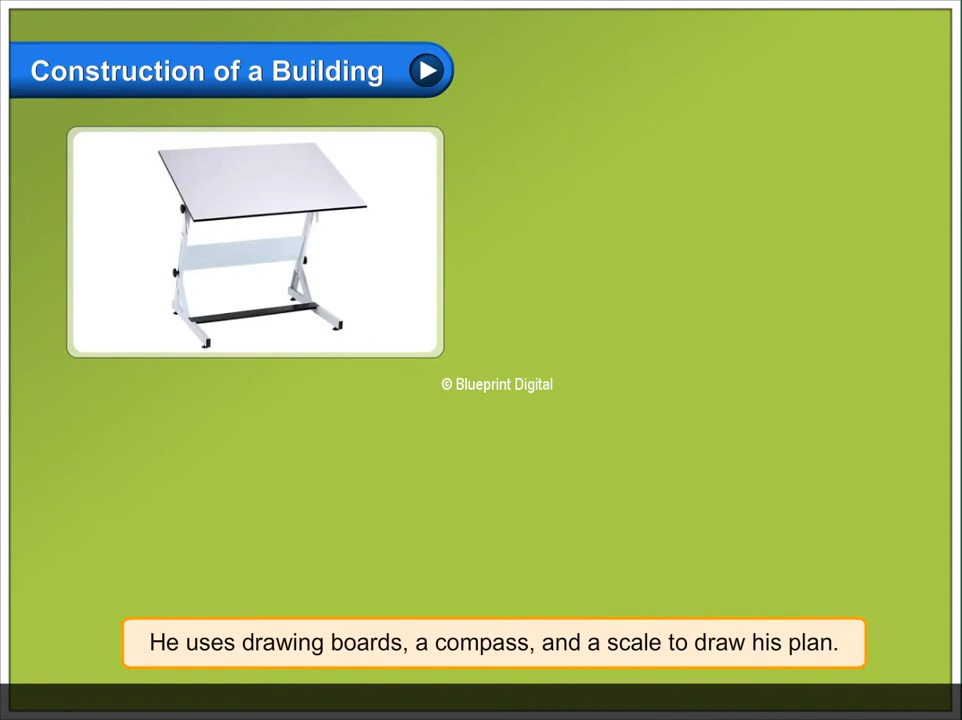 Construction of a Building
© Blueprint Digital
He uses drawing boards, a compass, and a scale to draw his plan.